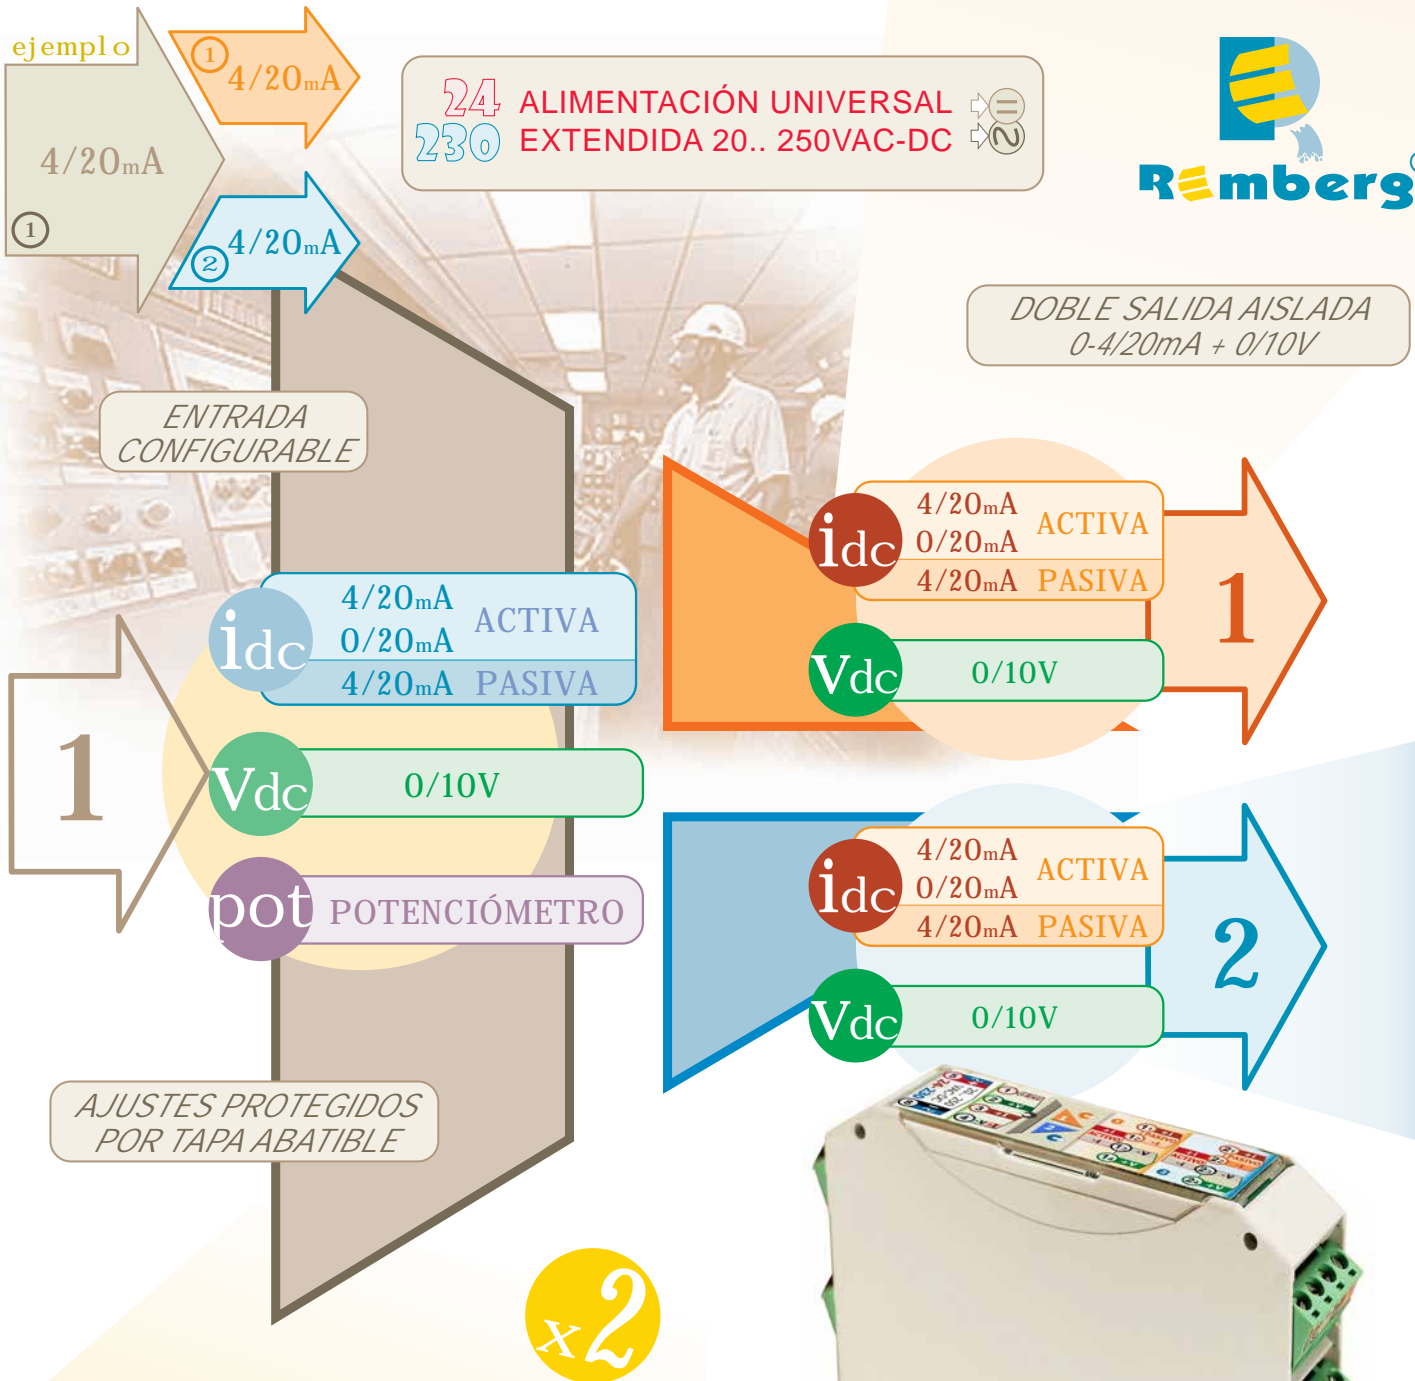 ejemplo
4/20mA
1
1 4/20mA
2 4/20mA
24 ALIMENTACIÓN UNIVERSAL
230 EXTENDIDA 20.. 250VAC-DC
Remberg
DOBLE SALIDA AISLADA
0-4/20mA + 0/10V
ENTRADA
CONFIGURABLE
1
idc
4/20mA
0/20mA
ACTIVA
4/20mA PASIVA
Vdc 0/10V
pot POTENCIÓMETRO
idc
4/20mA
0/20mA
ACTIVA
4/20mA PASIVA
Vdc 0/10V
1
idc
4/20mA
0/20mA
ACTIVA
4/20mA PASIVA
Vdc 0/10V
2
AJUSTES PROTEGIDOS
POR TAPA ABATIBLE
x2